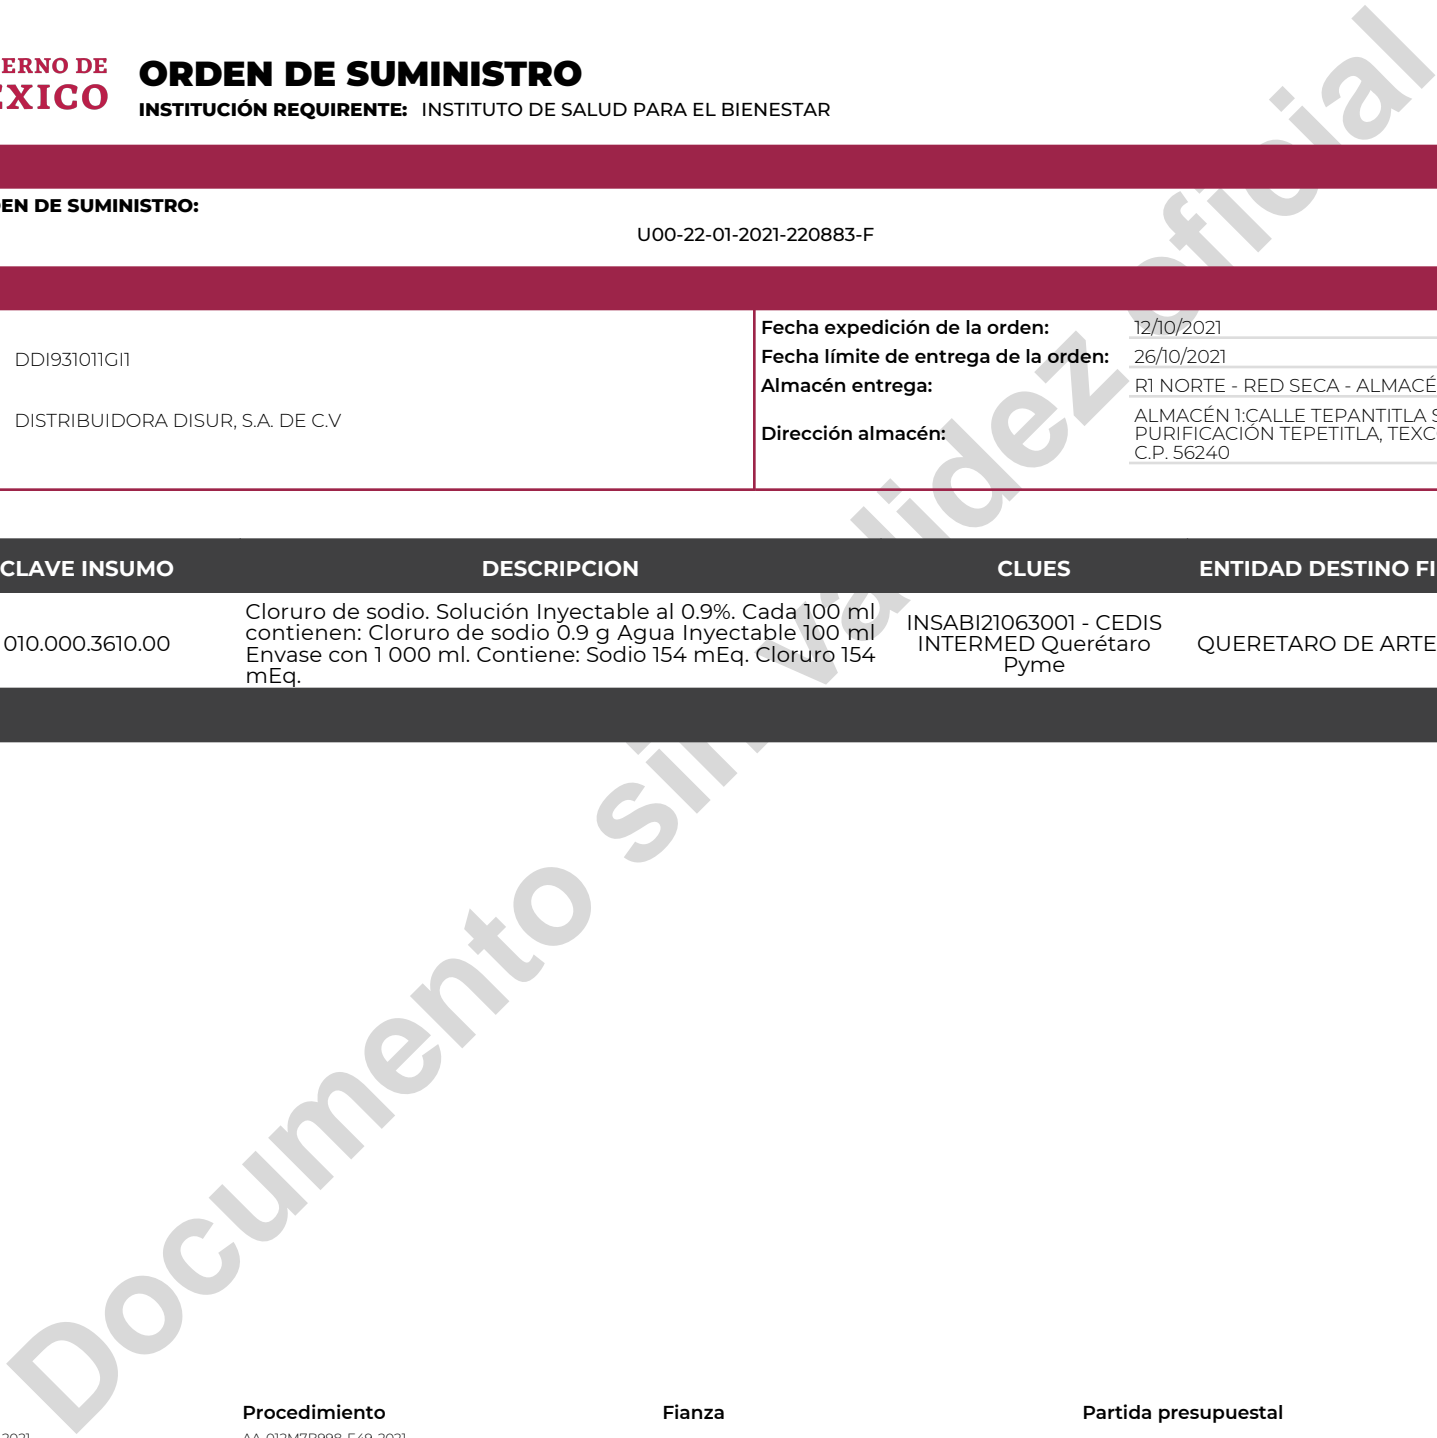 ERNO DE
EXICO
ORDEN DE SUMINISTRO
INSTITUCIÓN REQUIRENTE: INSTITUTO DE SALUD PARA EL BIENESTAR
EN DE SUMINISTRO:
U00-22-01-2021-220883-F
DDI931011GI1
DISTRIBUIDORA DISUR, S.A. DE C.V
Fecha expedición de la orden: 12/10/2021
Fecha límite de entrega de la orden: 26/10/2021
Almacén entrega: R1 NORTE - RED SECA - ALMACÉ
Dirección almacén:
ALMACÉN 1:CALLE TEPANTITLA S
PURIFICACIÓN TEPETITLA, TEXC
C.P. 56240
CLAVE INSUMO DESCRIPCION CLUES ENTIDAD DESTINO FI
010.000.3610.00
Cloruro de sodio. Solución Inyectable al 0.9%. Cada 100 ml
contienen: Cloruro de sodio 0.9 g Agua Inyectable 100 ml
Envase con 1 000 ml. Contiene: Sodio 154 mEq. Cloruro 154
mEq.
INSABI21063001 - CEDIS
INTERMED Querétaro
Pyme
QUERETARO DE ARTE
Documento sin validez oficial
Procedimiento Fianza Partida presupuestal